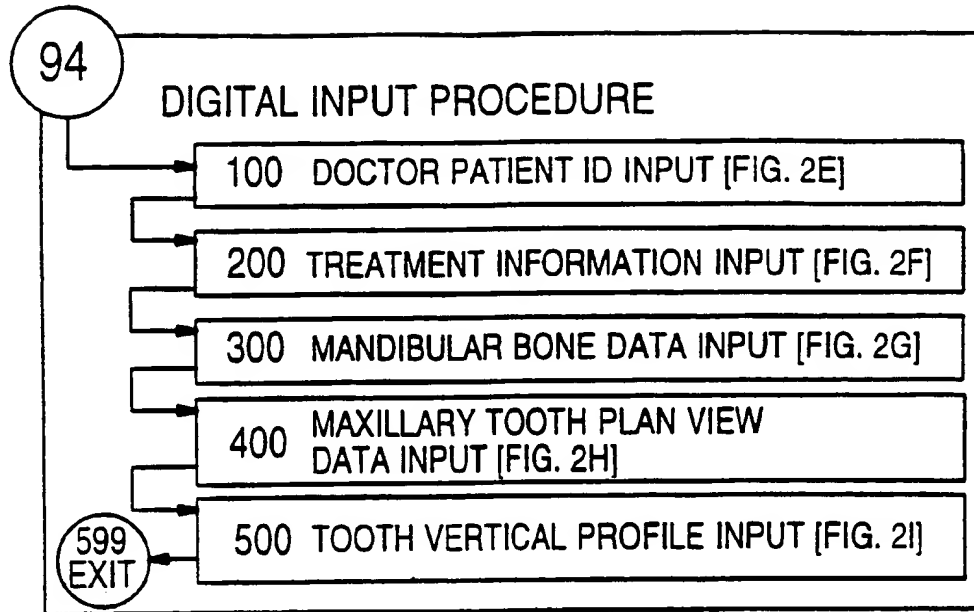 94
DIGITAL INPUT PROCEDURE
100 DOCTOR PATIENT ID INPUT [FIG. 2E]
200 TREATMENT INFORMATION INPUT [FIG. 2F]
300 MANDIBULAR BONE DATA INPUT [FIG. 2G]
400 MAXILLARY TOOTH PLAN VIEW
DATA INPUT [FIG. 2H]
500 TOOTH VERTICAL PROFILE INPUT [FIG. 2I]
599
EXIT